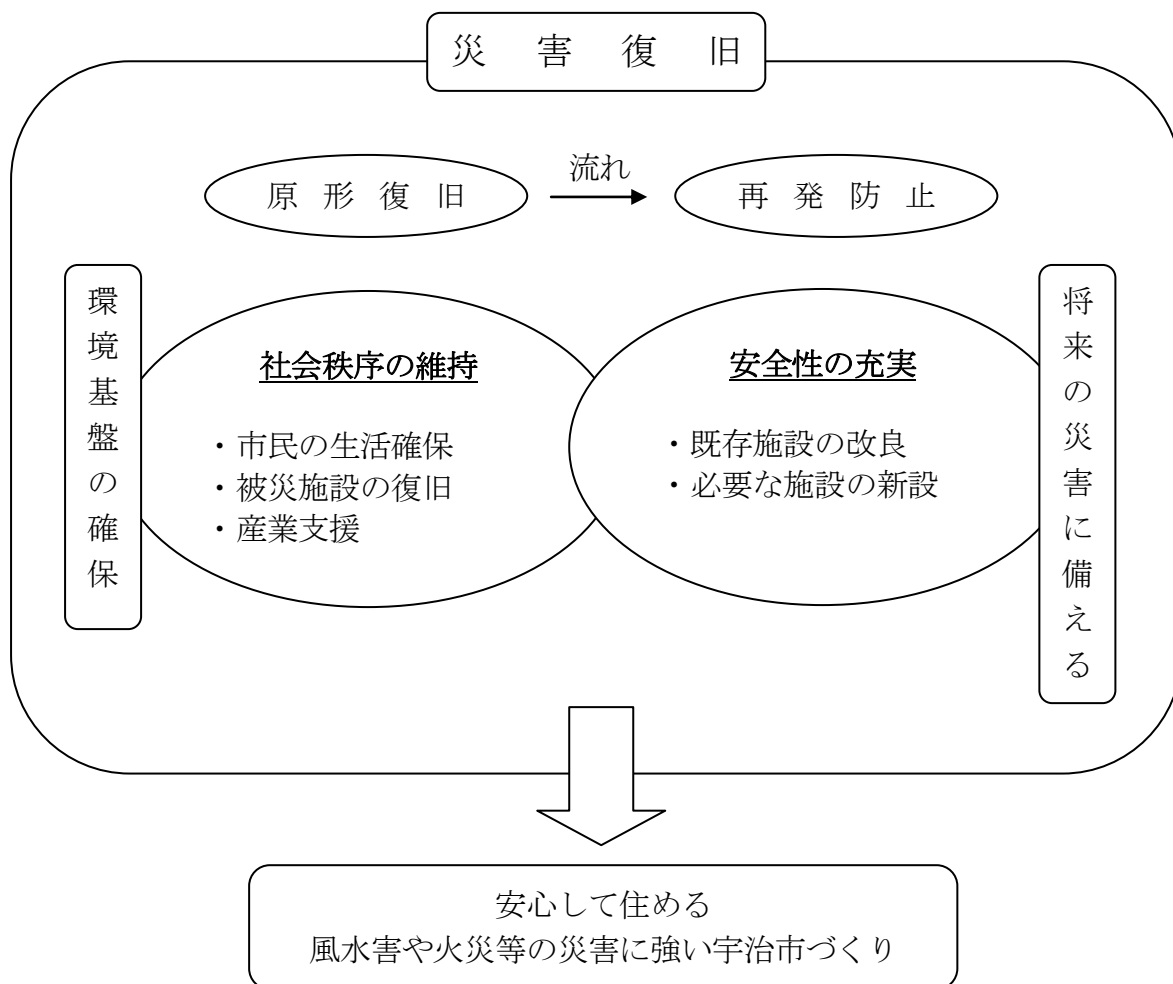 災害復旧
流れ
原形復旧
再発防止
環境基盤の確保
社会秩序の維持
・市民の生活確保
・被災施設の復旧
・産業支援
安全性の充実
・既存施設の改良
・必要な施設の新設
将来の災害に備える
安心して住める
風水害や火災等の災害に強い宇治市づくり